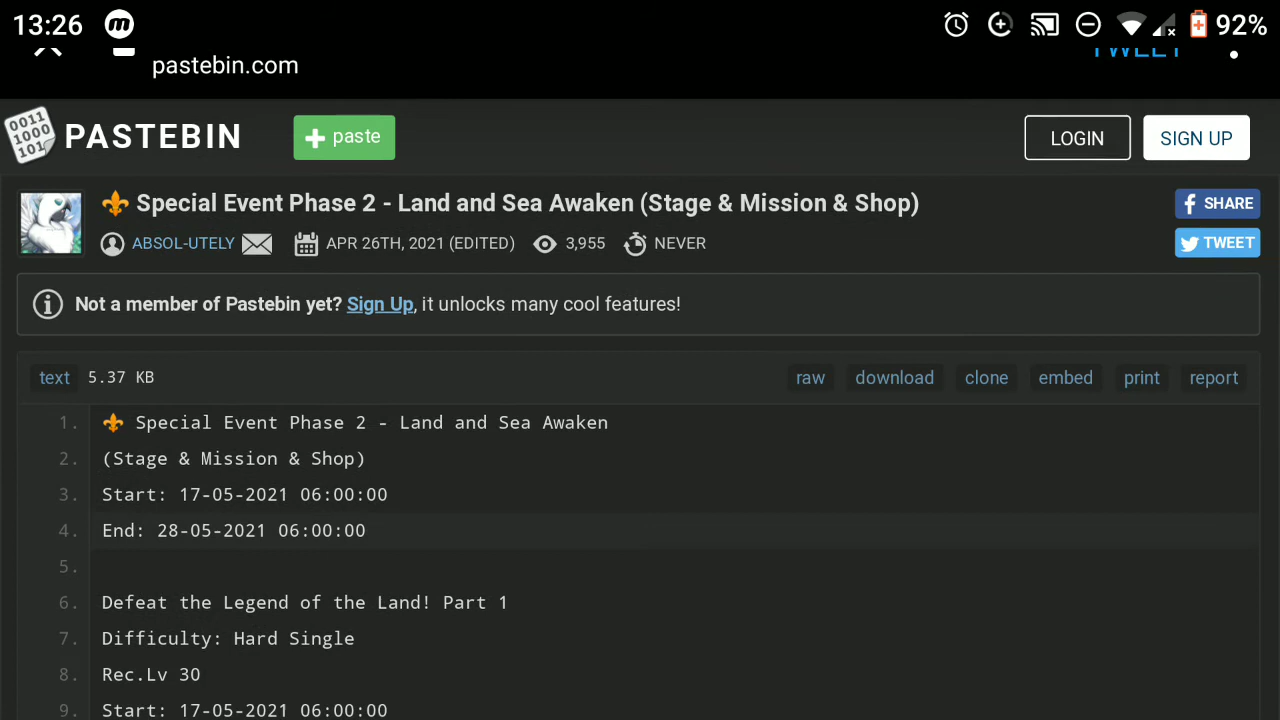 13:26 m 92%
TWEET
pastebin.com
0011
1000
101
PASTEBIN + paste LOGIN SIGN UP
⚜ Special Event Phase 2 - Land and Sea Awaken (Stage & Mission & Shop) f SHARE
ABSOL-UTELY APR 26TH, 2021 (EDITED) 3,955 NEVER TWEET
Not a member of Pastebin yet? Sign Up, it unlocks many cool features!
text 5.37 KB raw download clone embed print report
1. ⚜ Special Event Phase 2 - Land and Sea Awaken
2. (Stage & Mission & Shop)
3. Start: 17-05-2021 06:00:00
4. End: 28-05-2021 06:00:00
5.
6. Defeat the Legend of the Land! Part 1
7. Difficulty: Hard Single
8. Rec.Lv 30
9. Start: 17-05-2021 06:00:00